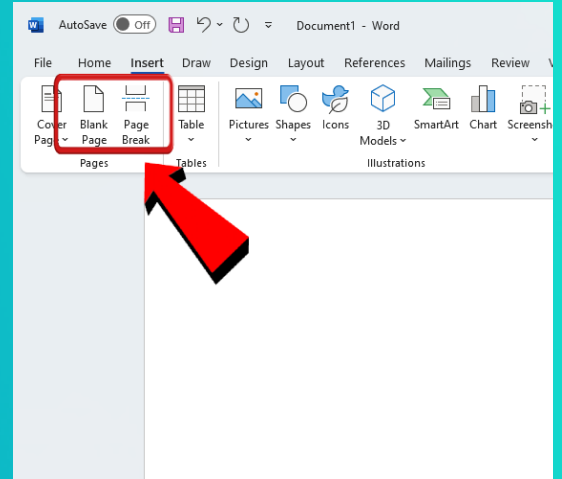 W AutoSave Off Document1 - Word
File Home Insert Draw Design Layout References Mailings Review V
Cover Page
Blank Page
Page Break
Table
Pictures
Shapes
Icons
3D Models
SmartArt
Chart
Screensh
Pages
Tables
Illustrations